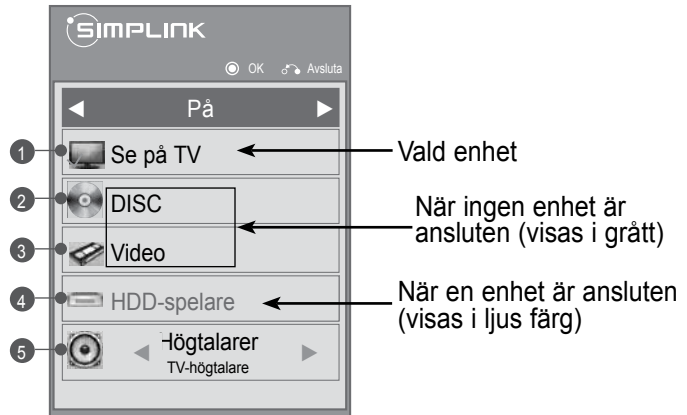 SIMPLINK
OK Avsluta
På
1 Se på TV
Vald enhet
2 DISC
3 Video
När ingen enhet är
ansluten (visas i grått)
4 HDD-spelare
När en enhet är ansluten
(visas i ljus färg)
5 Högtalarer
TV-högtalare